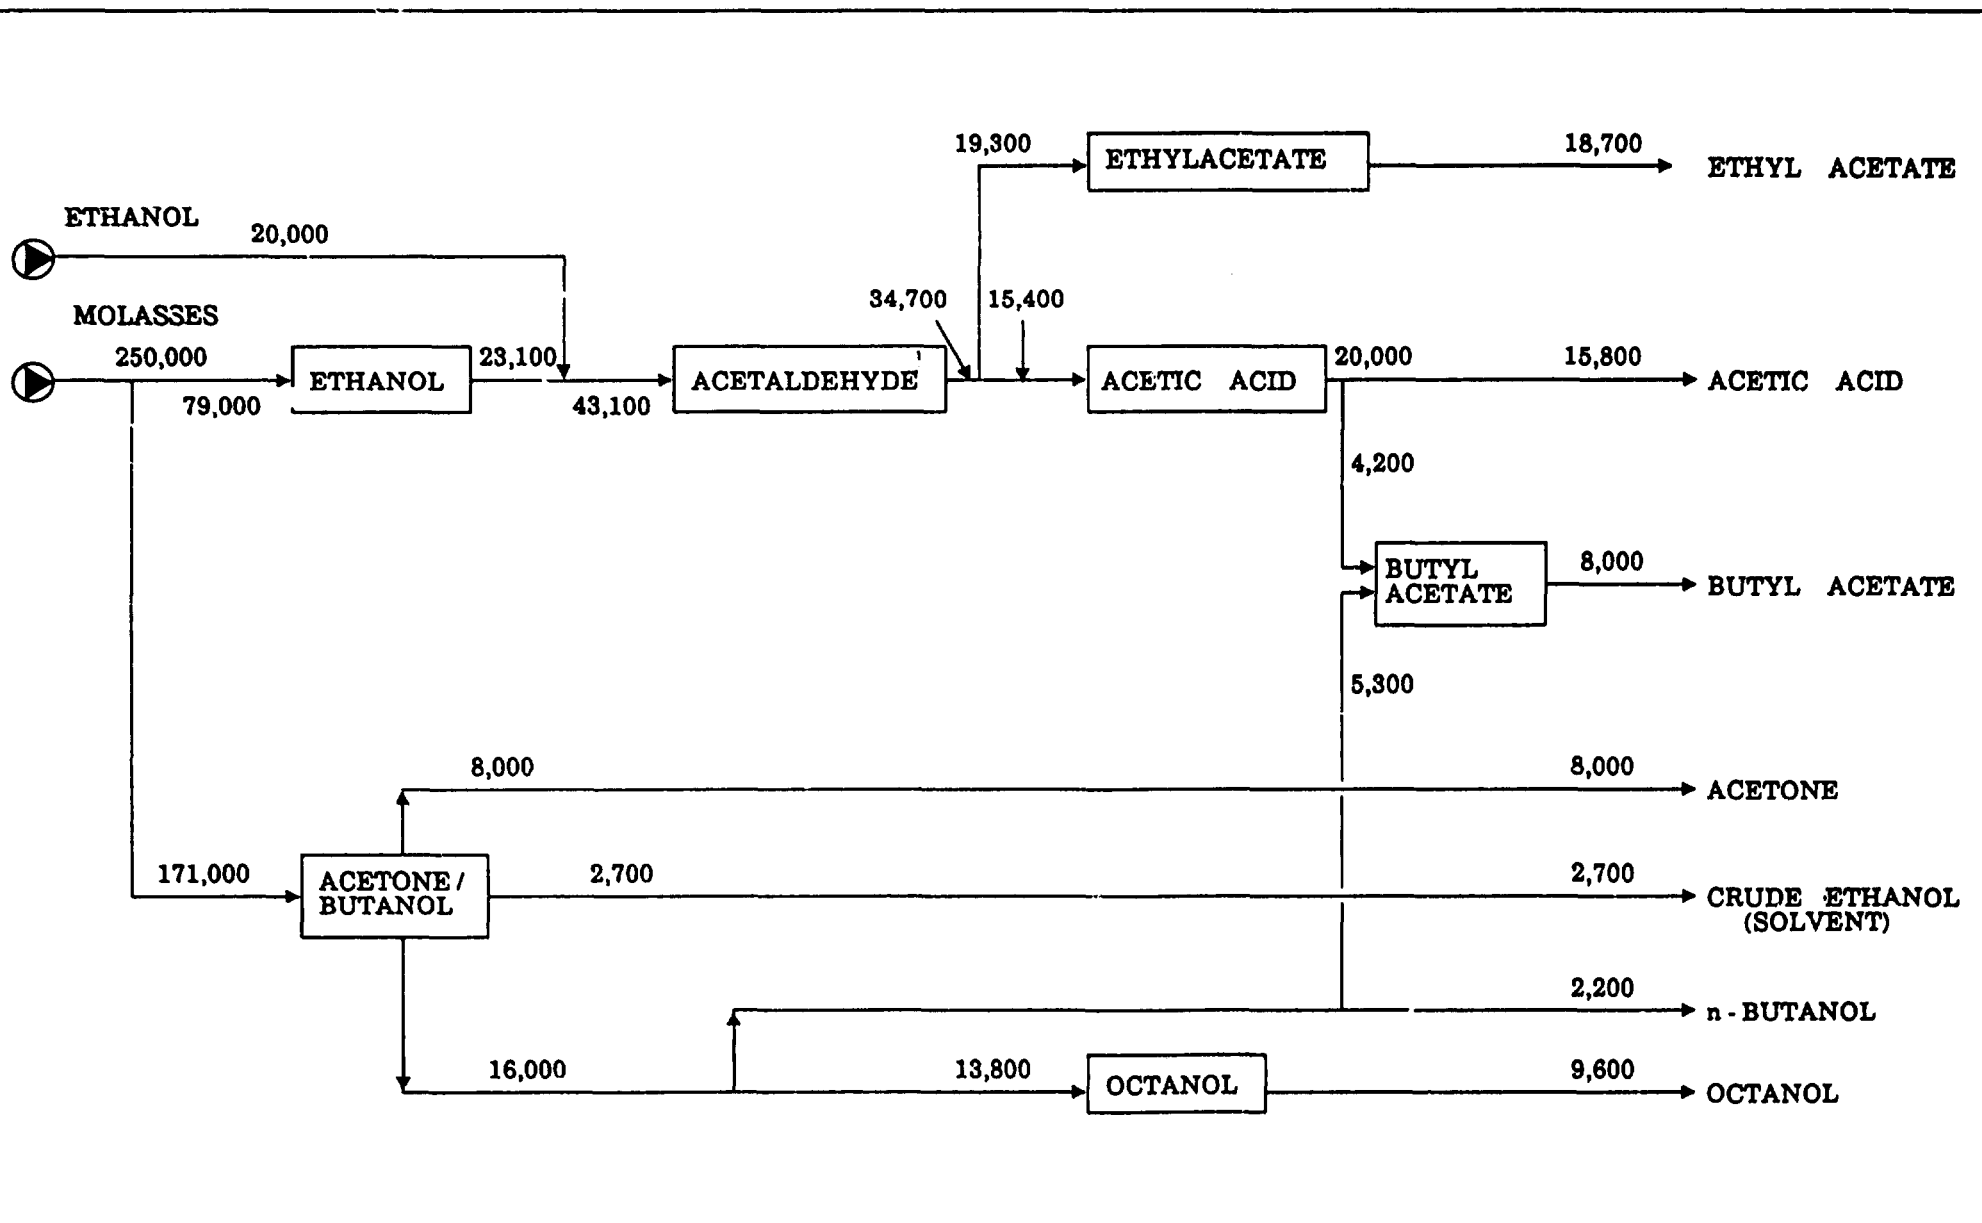 19,300
ETHYLACETATE
18,700
ETHYL ACETATE
ETHANOL
20,000
MOLASSES
250,000
79,000
ETHANOL
23,100
43,100
ACETALDEHYDE
34,700
15,400
ACETIC ACID
20,000
15,800
ACETIC ACID
4,200
BUTYL
ACETATE
8,000
BUTYL ACETATE
5,300
8,000
8,000
ACETONE
171,000
ACETONE/
BUTANOL
2,700
2,700
CRUDE ETHANOL
(SOLVENT)
2,200
n-BUTANOL
16,000
13,800
OCTANOL
9,600
OCTANOL